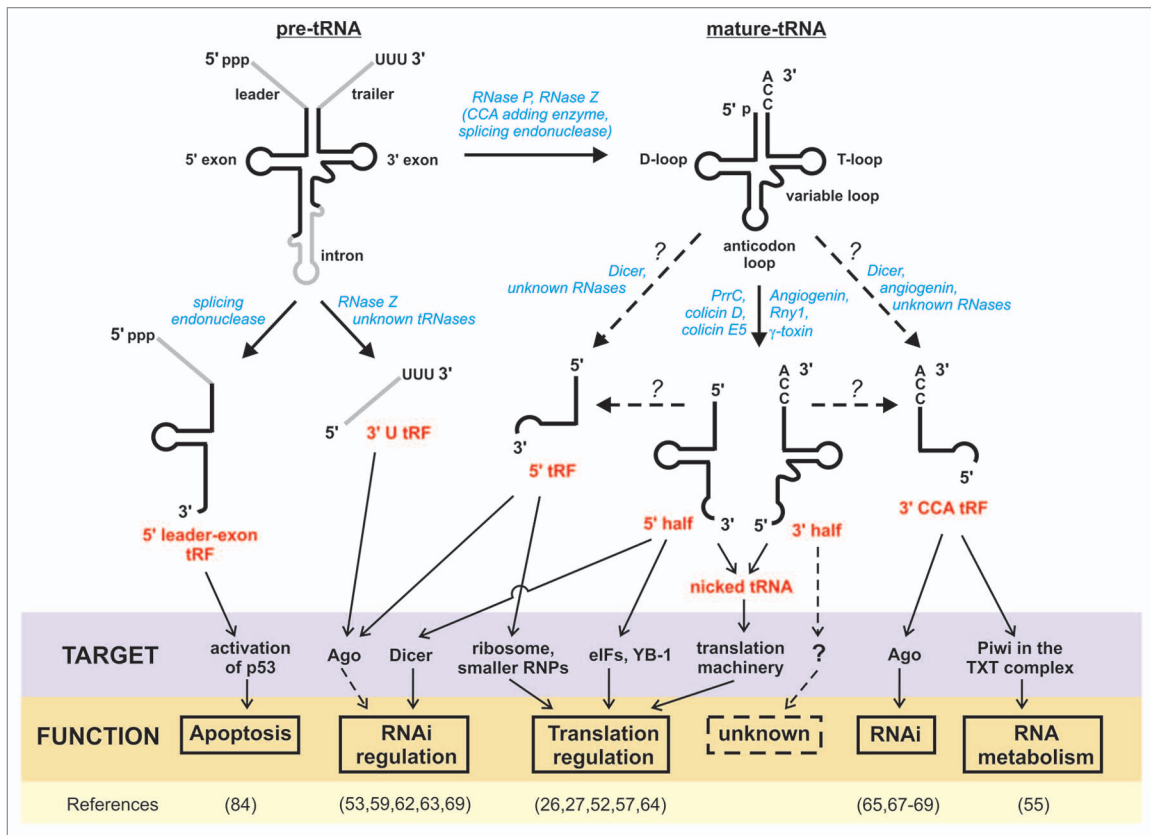 pre-tRNA
mature-tRNA
5' ppp
UUU 3'
leader
trailer
5' exon
3' exon
intron
RNase P, RNase Z
(CCA adding enzyme,
splicing endonuclease)
A 3'
C
C
5' p
D-loop
T-loop
variable loop
anticodon
loop
splicing
endonuclease
RNase Z
unknown tRNases
?
Dicer,
unknown RNases
PrrC,
colicin D,
colicin E5
Angiogenin,
Rny1,
γ-toxin
?
Dicer,
angiogenin,
unknown RNases
5' ppp
3'
5' leader-exon
tRF
UUU 3'
5'
3' U tRF
5'
3'
5' tRF
?
5'
3'
5' half
A 3'
C
C
5'
3' half
?
A 3'
C
C
5'
3' CCA tRF
nicked tRNA
TARGET
activation
of p53
Ago
Dicer
ribosome,
smaller RNPs
eIFs, YB-1
translation
machinery
?
Ago
Piwi in the
TXT complex
FUNCTION
Apoptosis
RNAi
regulation
Translation
regulation
unknown
RNAi
RNA
metabolism
References
(84)
(53,59,62,63,69)
(26,27,52,57,64)
(65,67-69)
(55)